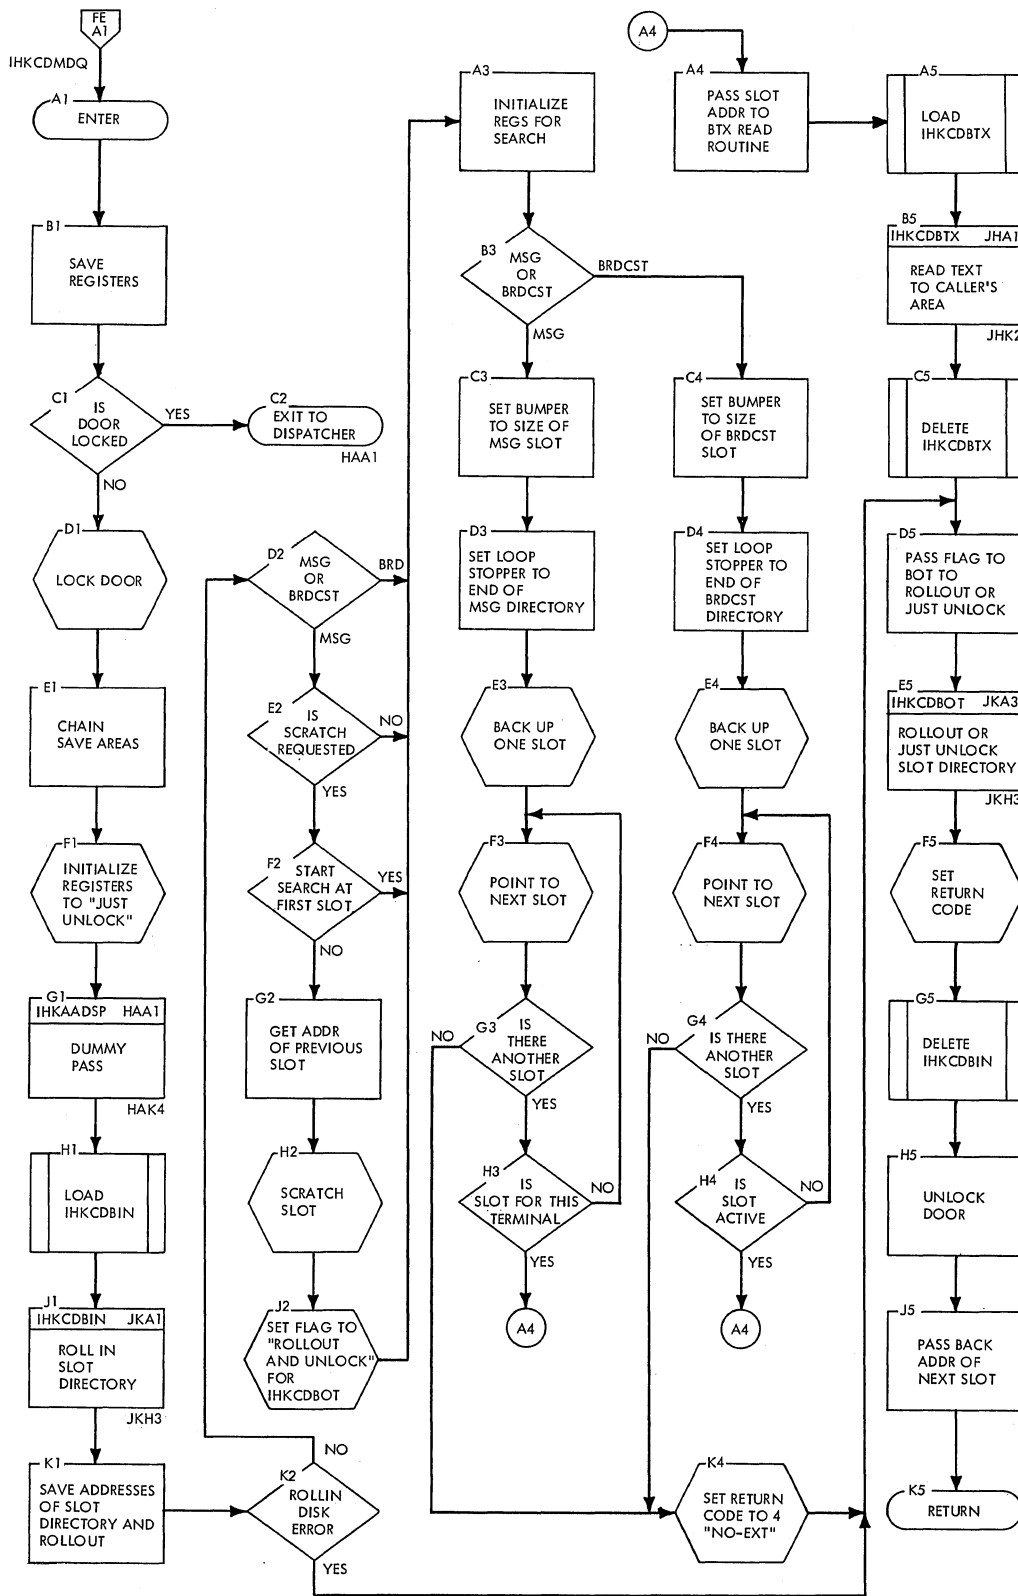 FE
A1
IHKCDMDQ
A1
ENTER
B1
SAVE
REGISTERS
C1
IS
DOOR
LOCKED
YES
NO
C2
EXIT TO
DISPATCHER
HAA1
D1
LOCK DOOR
E1
CHAIN
SAVE AREAS
F1
INITIALIZE
REGISTERS
TO "JUST
UNLOCK"
G1
IHKAADSP HAA1
DUMMY
PASS
HAK4
H1
LOAD
IHKCDBIN
J1
IHKCDBIN JKA1
ROLL IN
SLOT
DIRECTORY
JKH3
K1
SAVE ADDRESSES
OF SLOT
DIRECTORY AND
ROLLOUT
K2
ROLLIN
DISK
ERROR
NO
YES
D2
MSG
OR
BRDCST
BRD
MSG
E2
IS
SCRATCH
REQUESTED
NO
YES
F2
START
SEARCH AT
FIRST SLOT
YES
NO
G2
GET ADDR
OF PREVIOUS
SLOT
H2
SCRATCH
SLOT
J2
SET FLAG TO
"ROLLOUT
AND UNLOCK"
FOR
IHKCDBOT
A3
INITIALIZE
REGS FOR
SEARCH
B3
MSG
OR
BRDCST
BRDCST
MSG
C3
SET BUMPER
TO SIZE OF
MSG SLOT
D3
SET LOOP
STOPPER TO
END OF
MSG DIRECTORY
E3
BACK UP
ONE SLOT
F3
POINT TO
NEXT SLOT
G3
IS
THERE
ANOTHER
SLOT
NO
YES
H3
IS
SLOT FOR THIS
TERMINAL
NO
YES
A4
A4
A4
PASS SLOT
ADDR TO
BTX READ
ROUTINE
C4
SET BUMPER
TO SIZE
OF BRDCST
SLOT
D4
SET LOOP
STOPPER TO
END OF
BRDCST
DIRECTORY
E4
BACK UP
ONE SLOT
F4
POINT TO
NEXT SLOT
G4
IS THERE
ANOTHER
SLOT
NO
YES
H4
IS
SLOT
ACTIVE
NO
YES
A4
K4
SET RETURN
CODE TO 4
"NO-EXT"
A5
LOAD
IHKCDBTX
B5
IHKCDBTX JHA1
READ TEXT
TO CALLER'S
AREA
JHK2
C5
DELETE
IHKCDBTX
D5
PASS FLAG TO
BOT TO
ROLLOUT OR
JUST UNLOCK
E5
IHKCDBOT JKA3
ROLLOUT OR
JUST UNLOCK
SLOT DIRECTORY
JKH3
F5
SET
RETURN
CODE
G5
DELETE
IHKCDBIN
H5
UNLOCK
DOOR
J5
PASS BACK
ADDR OF
NEXT SLOT
K5
RETURN